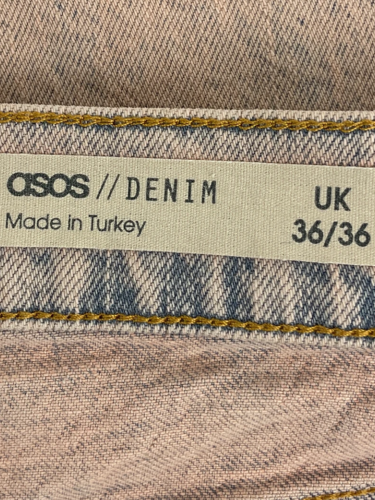 asos // DENIM
Made in Turkey
UK
36/36